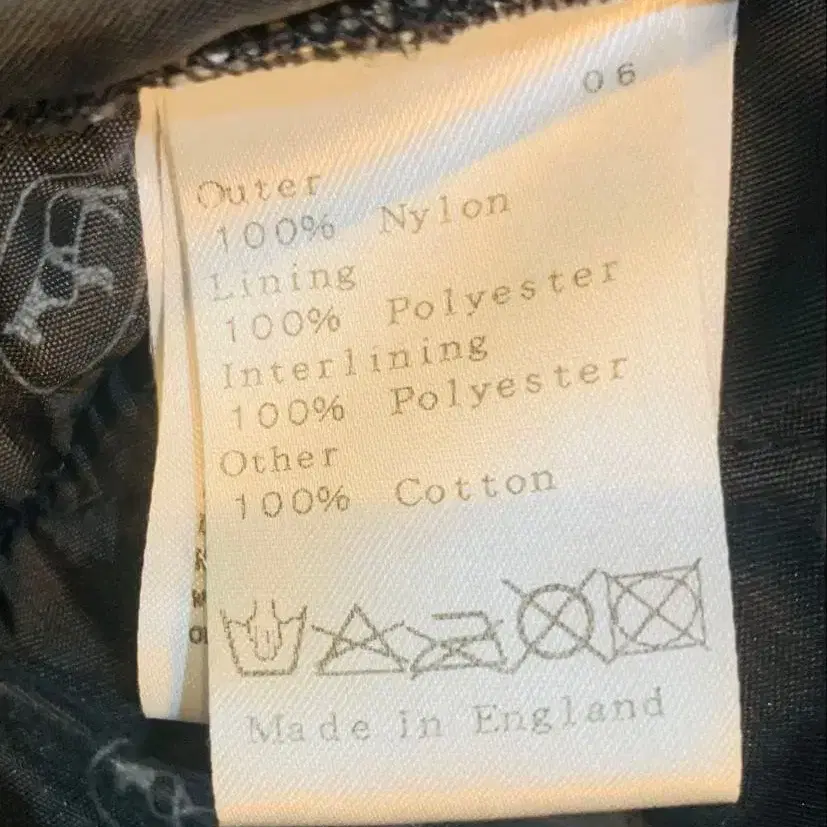 06
Outer
100% Nylon
Lining
100% Polyester
Interlining
100% Polyester
Other
100% Cotton
Made in England